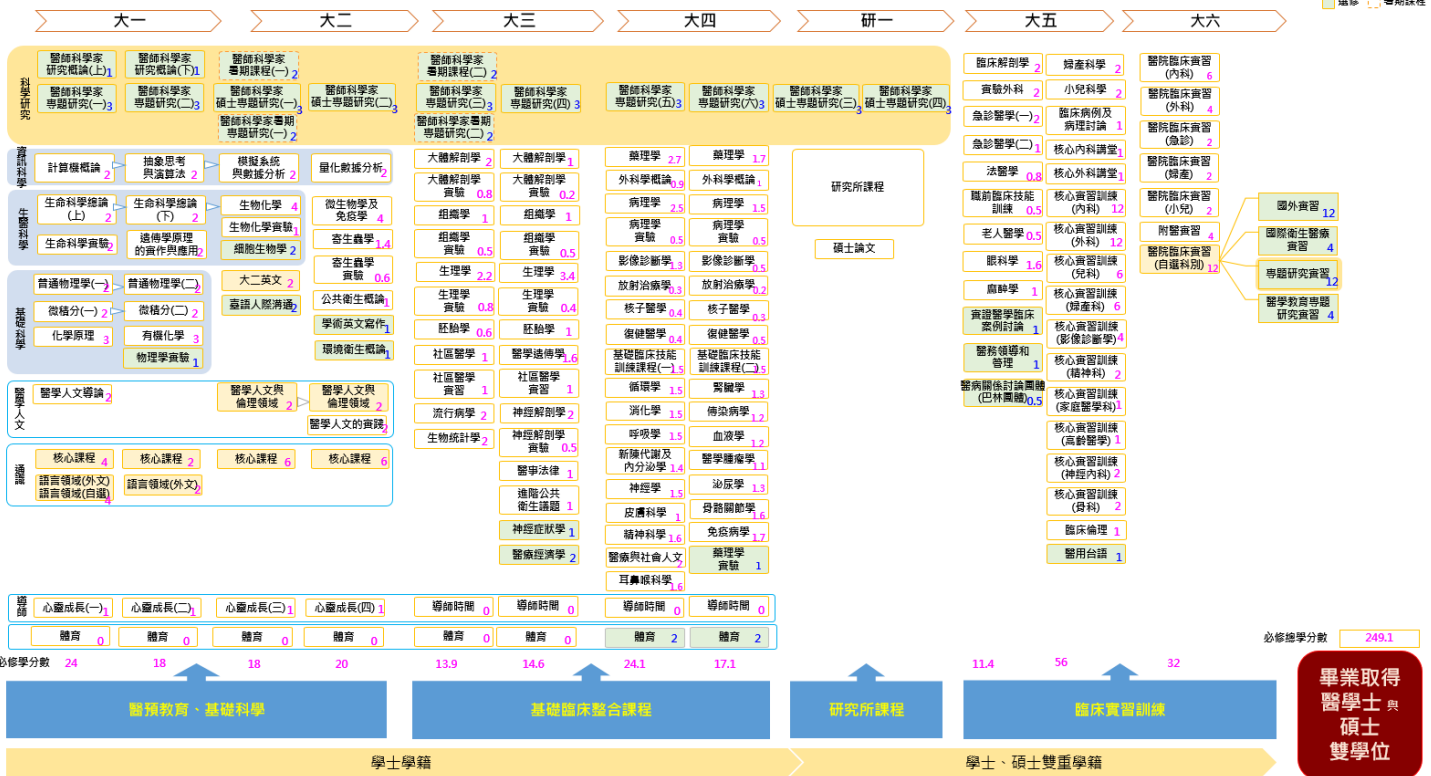 大一
大二
大三
大四
研一
大五
大六
選修
暑期課程
科學研究
醫師科學家
研究概論(上) 1
醫師科學家
研究概論(下) 1
醫師科學家
暑期課程(一) 2
醫師科學家
暑期課程(二) 2
醫師科學家
專題研究(一) 3
醫師科學家
專題研究(二) 3
醫師科學家
碩士專題研究(一) 3
醫師科學家
碩士專題研究(二) 3
醫師科學家
專題研究(三) 3
醫師科學家
專題研究(四) 3
醫師科學家
專題研究(五) 3
醫師科學家
專題研究(六) 3
醫師科學家
碩士專題研究(三) 3
醫師科學家
碩士專題研究(四) 3
醫師科學家暑期
專題研究(一) 2
醫師科學家暑期
專題研究(二) 2
資訊科學
計算機概論 2
抽象思考
與演算法 2
模擬系統
與數據分析 2
量化數據分析 2
生醫科學
生命科學總論
(上) 2
生命科學總論
(下) 2
生物化學 4
微生物學及
免疫學 4
生命科學實驗 2
遺傳學原理
的實作與應用 2
生物化學實驗 1
細胞生物學 2
寄生蟲學 1.4
寄生蟲學
實驗 0.6
基礎科學
普通物理學(一) 2
普通物理學(二) 2
大二英文 2
公共衛生概論 1
微積分(一) 2
微積分(二) 2
臺語人際溝通 2
學術英文寫作 1
化學原理 3
有機化學 3
環境衛生概論 1
物理學實驗 1
醫學人文
醫學人文導論 2
醫學人文與
倫理領域 2
醫學人文與
倫理領域 2
醫學人文的實踐 2
通識
核心課程 4
核心課程 2
核心課程 6
核心課程 6
語言領域(外文)
語言領域(自選) 4
語言領域(外文) 2
大體解剖學 2
大體解剖學
實驗 0.8
組織學 1
組織學
實驗 0.5
生理學 2.2
生理學
實驗 0.8
胚胎學 0.6
社區醫學 1
社區醫學
實習 1
流行病學 2
生物統計學 2
大體解剖學 1
大體解剖學
實驗 0.2
組織學 1
組織學
實驗 0.5
生理學 3.4
生理學
實驗 0.4
胚胎學 1
醫學遺傳學 1.6
社區醫學
實習 1
神經解剖學 2
神經解剖學
實驗 0.5
醫事法律 1
進階公共
衛生議題 1
神經症狀學 1
醫療經濟學 2
藥理學 2.7
外科學概論 0.9
病理學 2.5
病理學
實驗 0.5
影像診斷學 1.3
放射治療學 0.3
核子醫學 0.4
復健醫學 0.4
基礎臨床技能
訓練課程(一) 1.5
循環學 1.5
消化學 1.5
呼吸學 1.5
新陳代謝及
內分泌學 1.4
神經學 1.5
皮膚科學 1
精神科學 1.6
醫療與社會人文 2
耳鼻喉科學 1.6
藥理學 1.7
外科學概論 1
病理學 1.5
病理學
實驗 0.5
影像診斷學 0.5
放射治療學 0.2
核子醫學 0.3
復健醫學 0.5
基礎臨床技能
訓練課程(二) 1.5
腎臟學 1.3
傳染病學 1.2
血液學 1.2
醫學腫瘤學 1.1
泌尿學 1.3
骨骼關節學 1.6
免疫病學 1.7
藥理學
實驗 1
研究所課程
碩士論文
臨床解剖學 2
實驗外科 2
急診醫學(一) 2
急診醫學(二) 1
法醫學 0.8
職前臨床技能
訓練 0.5
老人醫學 0.5
眼科學 1.6
麻醉學 1
實證醫學臨床
案例討論 1
醫務領導和
管理 1
醫病關係討論團體
(巴林團體) 0.5
婦產科學 2
小兒科學 2
臨床病例及
病理討論 1
核心內科講堂 1
核心外科講堂 1
核心實習訓練
(內科) 12
核心實習訓練
(外科) 12
核心實習訓練
(兒科) 6
核心實習訓練
(婦產科) 6
核心實習訓練
(影像診斷學) 4
核心實習訓練
(精神科) 2
核心實習訓練
(家庭醫學科) 1
核心實習訓練
(高齡醫學) 1
核心實習訓練
(神經內科) 2
核心實習訓練
(骨科) 2
臨床倫理 1
醫用台語 1
醫院臨床實習
(內科) 6
醫院臨床實習
(外科) 4
醫院臨床實習
(急診) 2
醫院臨床實習
(婦產) 2
醫院臨床實習
(小兒) 2
附醫實習 4
醫院臨床實習
(自選科別) 12
國外實習 12
國際衛生醫療
實習 4
專題研究實習
12
醫學教育專題
研究實習 4
導師
心靈成長(一) 1
心靈成長(二) 1
心靈成長(三) 1
心靈成長(四) 1
導師時間 0
導師時間 0
導師時間 0
導師時間 0
體育 0
體育 0
體育 0
體育 0
體育 0
體育 0
體育 2
體育 2
必修學分數 24 18 18 20 13.9 14.6 24.1 17.1 11.4 56 32
必修總學分數 249.1
醫預教育、基礎科學
基礎臨床整合課程
研究所課程
臨床實習訓練
畢業取得
醫學士 與
碩士
雙學位
學士學籍
學士、碩士雙重學籍